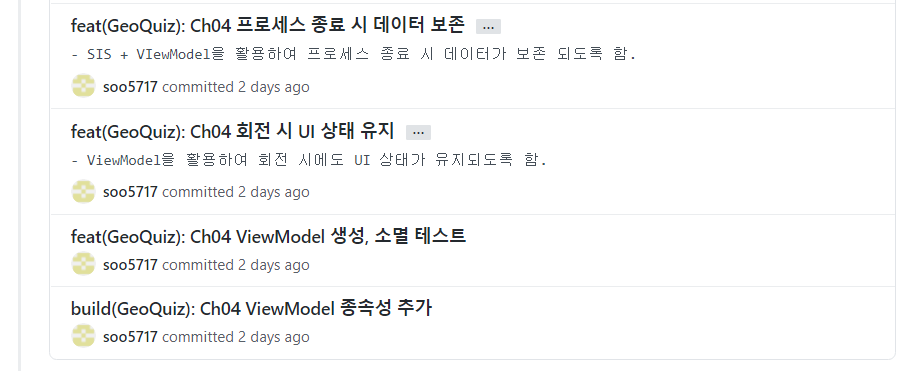 feat(GeoQuiz): Ch04 프로세스 종료 시 데이터 보존 ...
- SIS + VIewModel을 활용하여 프로세스 종료 시 데이터가 보존 되도록 함.
soo5717 committed 2 days ago
feat(GeoQuiz): Ch04 회전 시 UI 상태 유지 ...
- ViewModel을 활용하여 회전 시에도 UI 상태가 유지되도록 함.
soo5717 committed 2 days ago
feat(GeoQuiz): Ch04 ViewModel 생성, 소멸 테스트
soo5717 committed 2 days ago
build(GeoQuiz): Ch04 ViewModel 종속성 추가
soo5717 committed 2 days ago